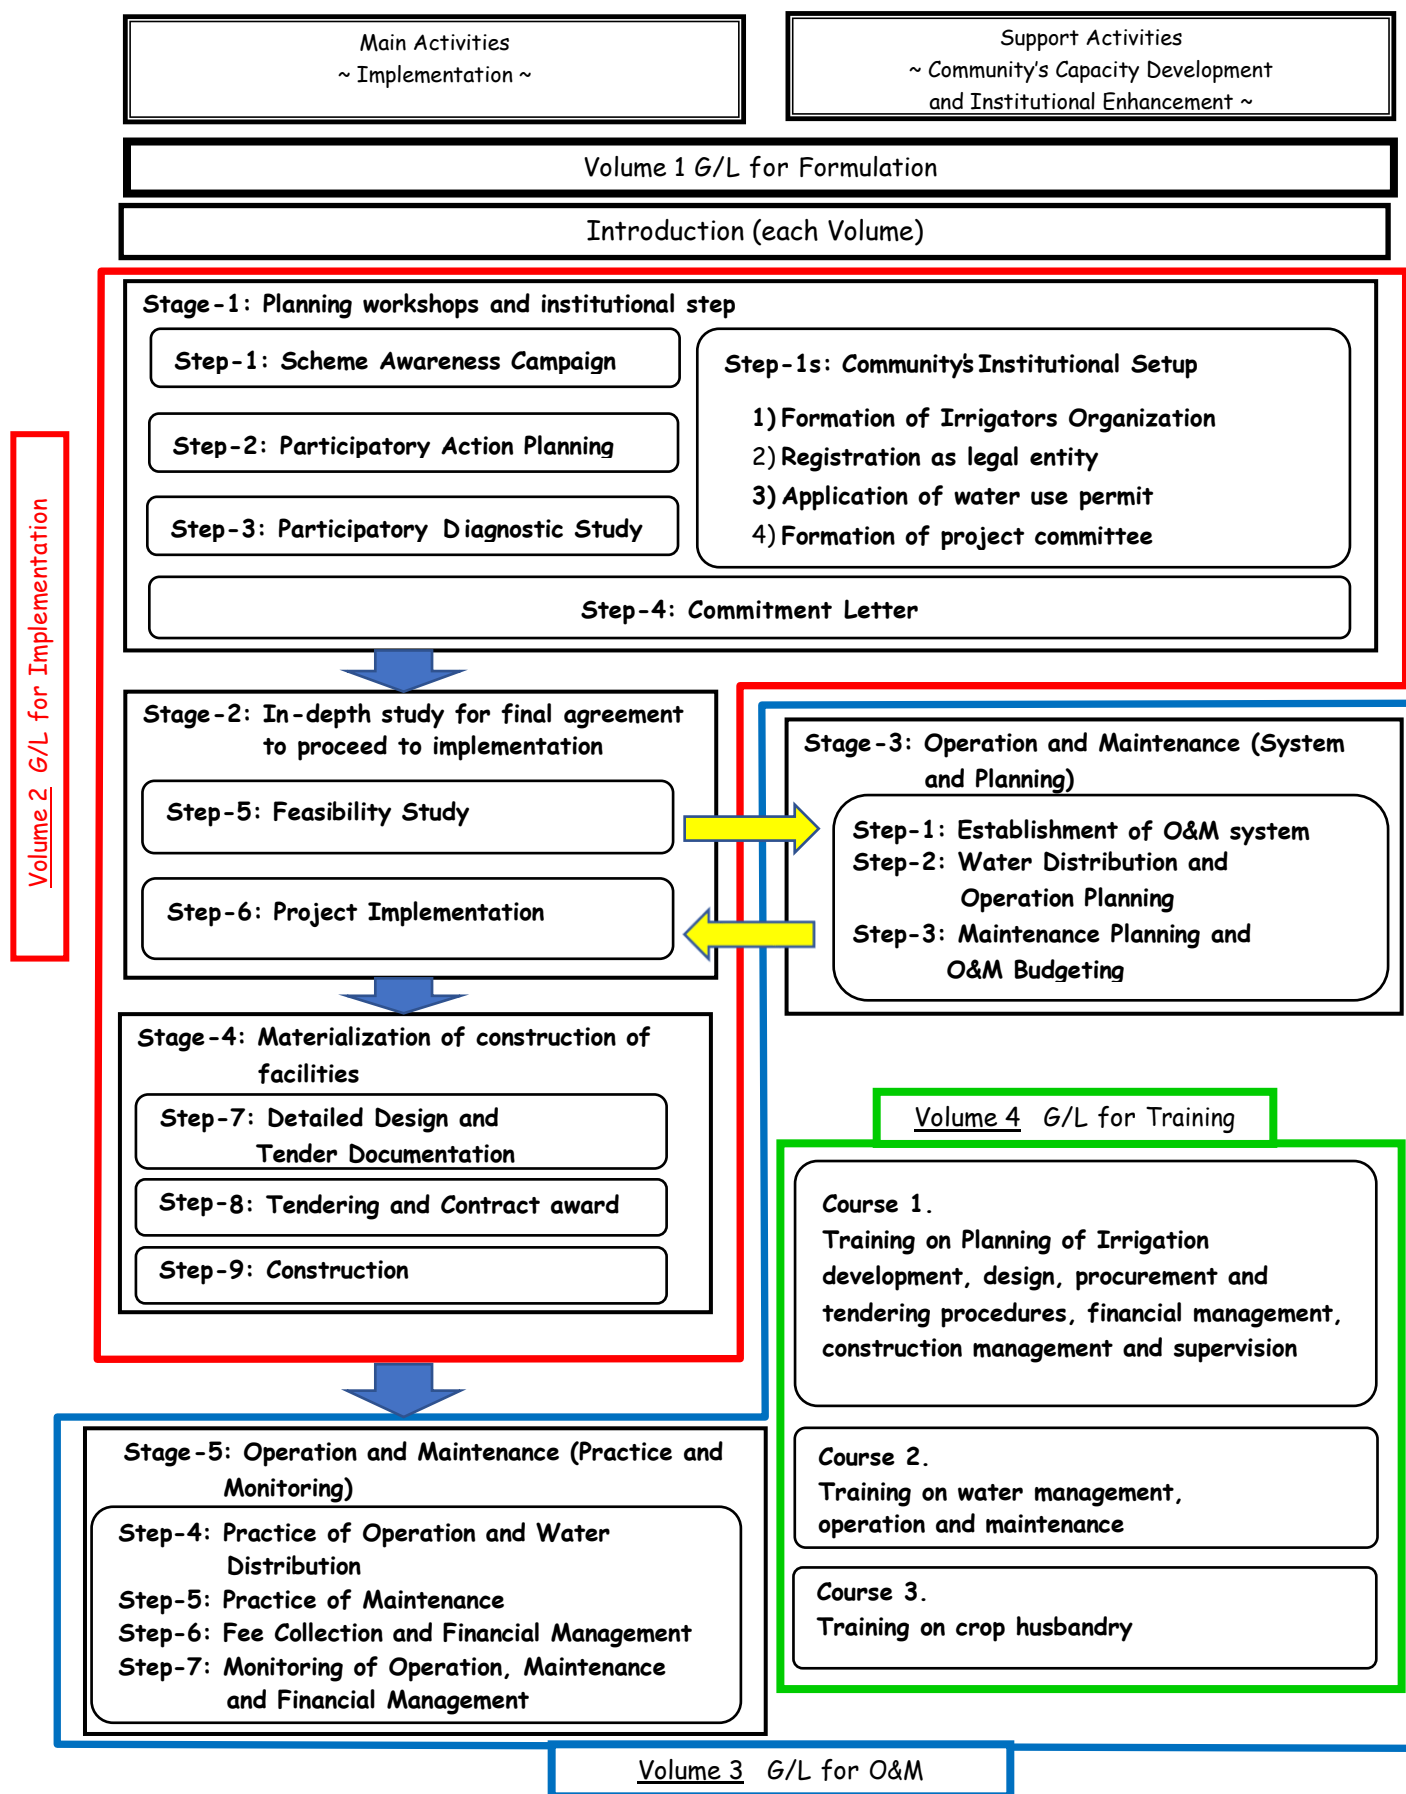 Main Activities
~ Implementation ~
Support Activities
~ Community's Capacity Development
and Institutional Enhancement ~
Volume 1 G/L for Formulation
Introduction (each Volume)
Volume 2 G/L for Implementation
Stage-1: Planning workshops and institutional step
Step-1: Scheme Awareness Campaign
Step-2: Participatory Action Planning
Step-3: Participatory Diagnostic Study
Step-1s: Community's Institutional Setup
1) Formation of Irrigators Organization
2) Registration as legal entity
3) Application of water use permit
4) Formation of project committee
Step-4: Commitment Letter
Stage-2: In-depth study for final agreement
to proceed to implementation
Step-5: Feasibility Study
Step-6: Project Implementation
Stage-3: Operation and Maintenance (System
and Planning)
Step-1: Establishment of O&M system
Step-2: Water Distribution and
Operation Planning
Step-3: Maintenance Planning and
O&M Budgeting
Stage-4: Materialization of construction of
facilities
Step-7: Detailed Design and
Tender Documentation
Step-8: Tendering and Contract award
Step-9: Construction
Volume 4 G/L for Training
Course 1.
Training on Planning of Irrigation
development, design, procurement and
tendering procedures, financial management,
construction management and supervision
Course 2.
Training on water management,
operation and maintenance
Course 3.
Training on crop husbandry
Stage-5: Operation and Maintenance (Practice and
Monitoring)
Step-4: Practice of Operation and Water
Distribution
Step-5: Practice of Maintenance
Step-6: Fee Collection and Financial Management
Step-7: Monitoring of Operation, Maintenance
and Financial Management
Volume 3 G/L for O&M